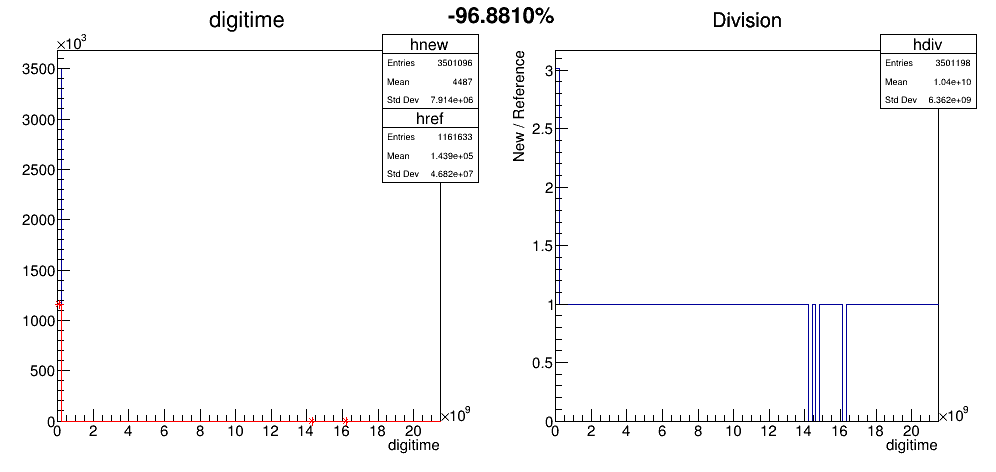 digitime
-96.8810%
Division
×10³
hnew
Entries 3501096
Mean 4487
Std Dev 7.914e+06
href
Entries 1161633
Mean 1.439e+05
Std Dev 4.682e+07
3500
3000
2500
2000
1500
1000
500
0
0 2 4 6 8 10 12 14 16 18 20
×10⁹
digitime
hdiv
Entries 3501198
Mean 1.04e+10
Std Dev 6.362e+09
New / Reference
3
2.5
2
1.5
1
0.5
0
0 2 4 6 8 10 12 14 16 18 20
×10⁹
digitime